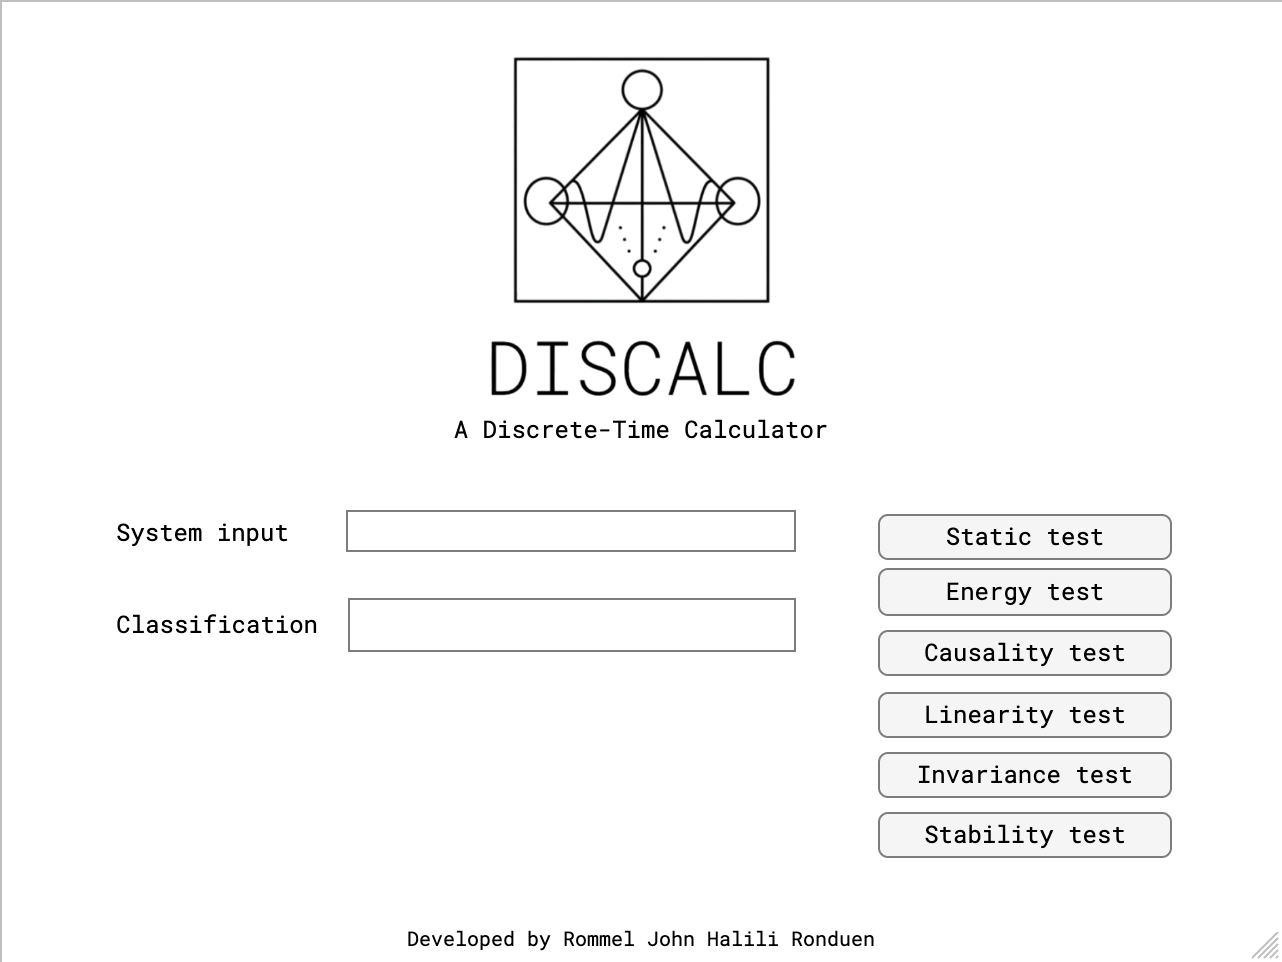 DISCALC
A Discrete-Time Calculator
System input
Classification
Static test
Energy test
Causality test
Linearity test
Invariance test
Stability test
Developed by Rommel John Halili Ronduen